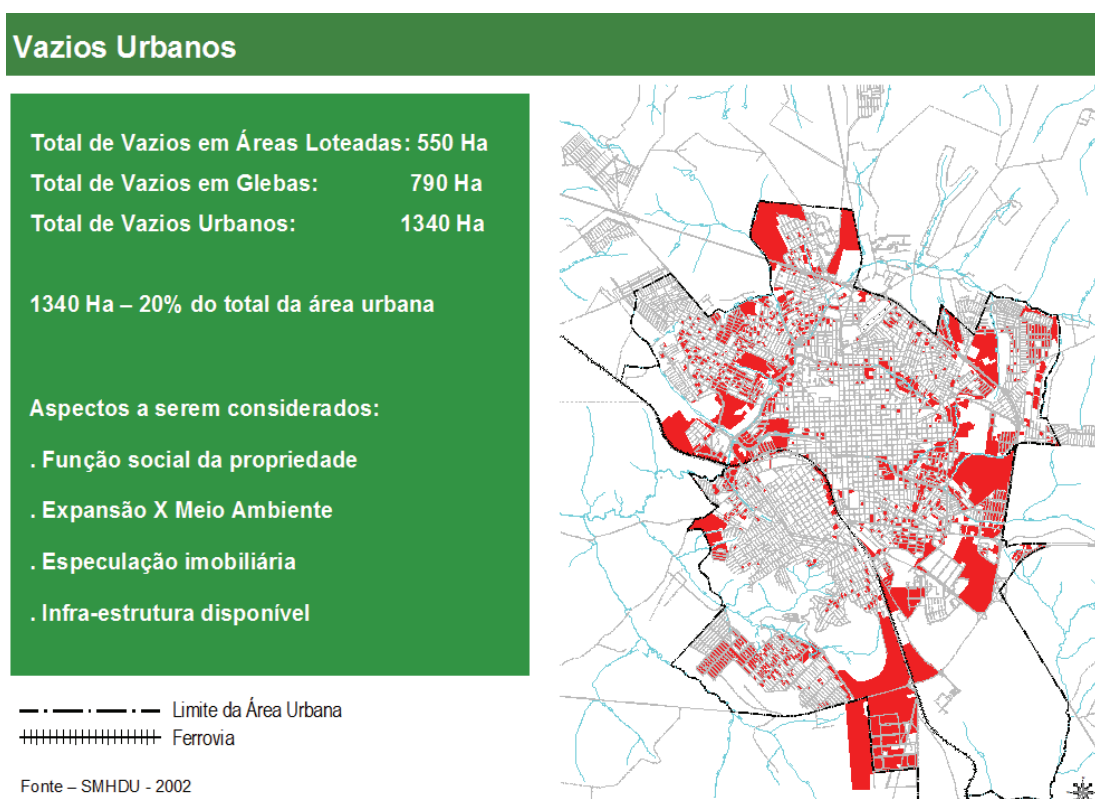 Vazios Urbanos
Total de Vazios em Áreas Loteadas: 550 Ha
Total de Vazios em Glebas: 790 Ha
Total de Vazios Urbanos: 1340 Ha
1340 Ha – 20% do total da área urbana
Aspectos a serem considerados:
. Função social da propriedade
. Expansão X Meio Ambiente
. Especulação imobiliária
. Infra-estrutura disponível
Limite da Área Urbana
Ferrovia
Fonte – SMHDU - 2002